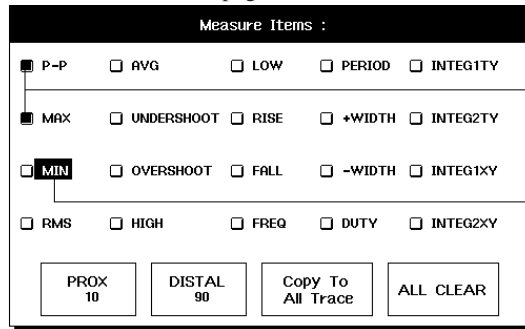 Measure Items :
P-P AVG LOW PERIOD INTEG1TY
MAX UNDERSHOOT RISE +WIDTH INTEG2TY
MIN OVERSHOOT FALL -WIDTH INTEG1XY
RMS HIGH FREQ DUTY INTEG2XY
PROX DISTAL Copy To ALL CLEAR
10 90 All Trace